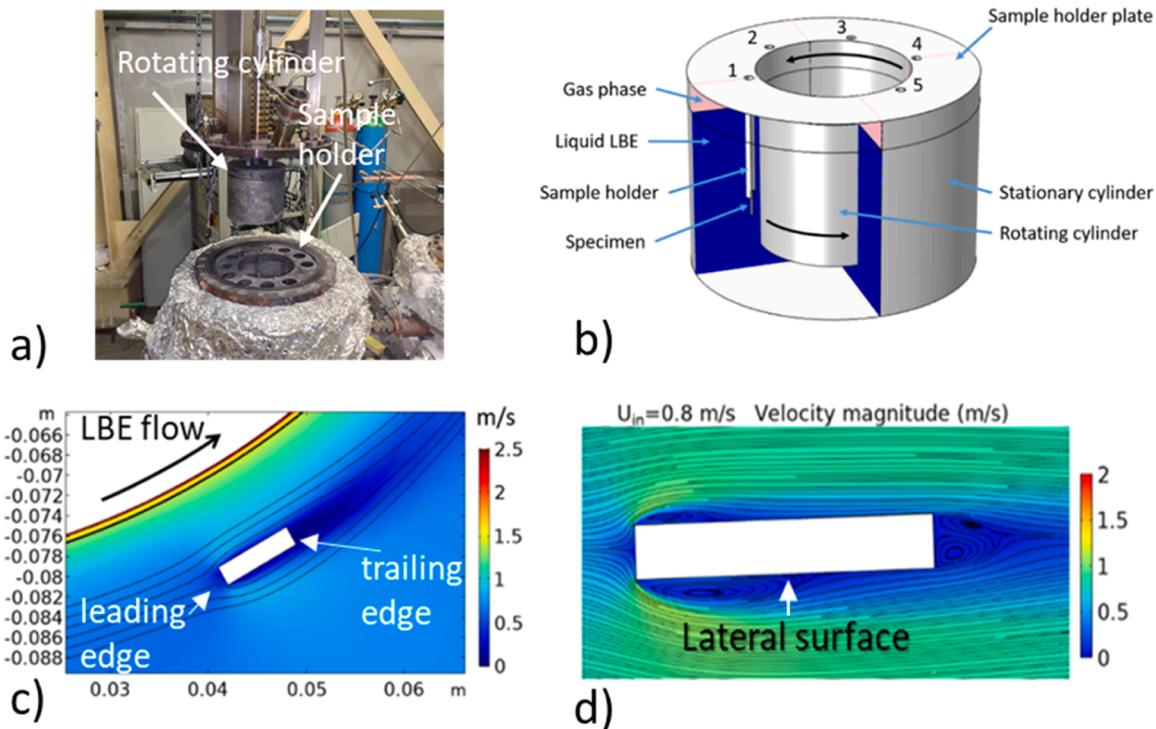 Rotating cylinder
Sample
holder
a)
Sample holder plate
3
2
4
1
5
Gas phase
Liquid LBE
Sample holder
Specimen
Stationary cylinder
Rotating cylinder
b)
m
m/s
LBE flow
-0.066
-0.068
-0.07
-0.072
-0.074
-0.076
-0.078
-0.08
-0.082
-0.084
-0.086
-0.088
0.03
0.04
0.05
0.06
m
2.5
2
1.5
1
0.5
0
trailing
edge
leading
edge
c)
Uin=0.8 m/s Velocity magnitude (m/s)
2
1.5
1
0.5
0
Lateral surface
d)